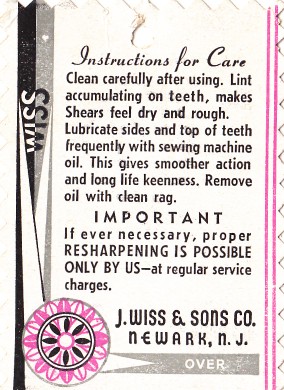 Instructions for Care
Clean carefully after using. Lint
accumulating on teeth, makes
Shears feel dry and rough.
Lubricate sides and top of teeth
frequently with sewing machine
oil. This gives smoother action
and long life keenness. Remove
oil with clean rag.
IMPORTANT
If ever necessary, proper
RESHARPENING IS POSSIBLE
ONLY BY US—at regular service
charges.
WISS
J. WISS & SONS CO.
NEWARK, N. J.
OVER